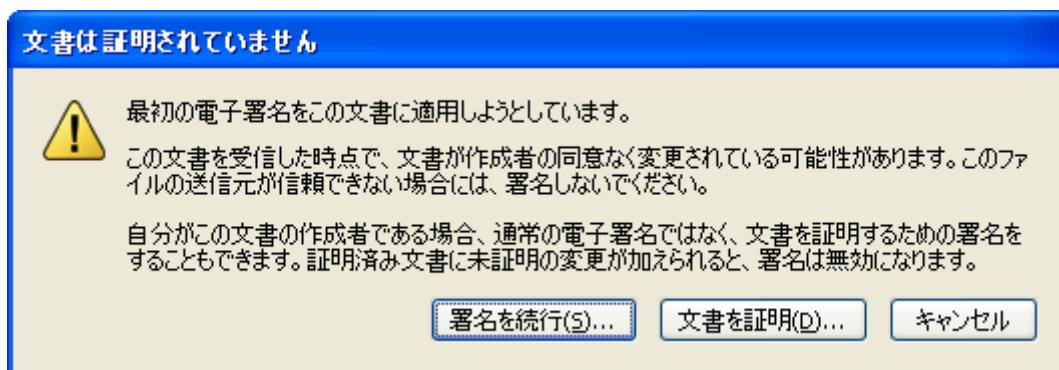 文書は証明されていません
最初の電子署名をこの文書に適用しようとしています。
この文書を受信した時点で、文書が作成者の同意なく変更されている可能性があります。このファ
イルの送信元が信頼できない場合には、署名しないでください。
自分がこの文書の作成者である場合、通常の電子署名ではなく、文書を証明するための署名を
することもできます。証明済み文書に未証明の変更が加えられると、署名は無効になります。
署名を続行(S)... 文書を証明(D)... キャンセル